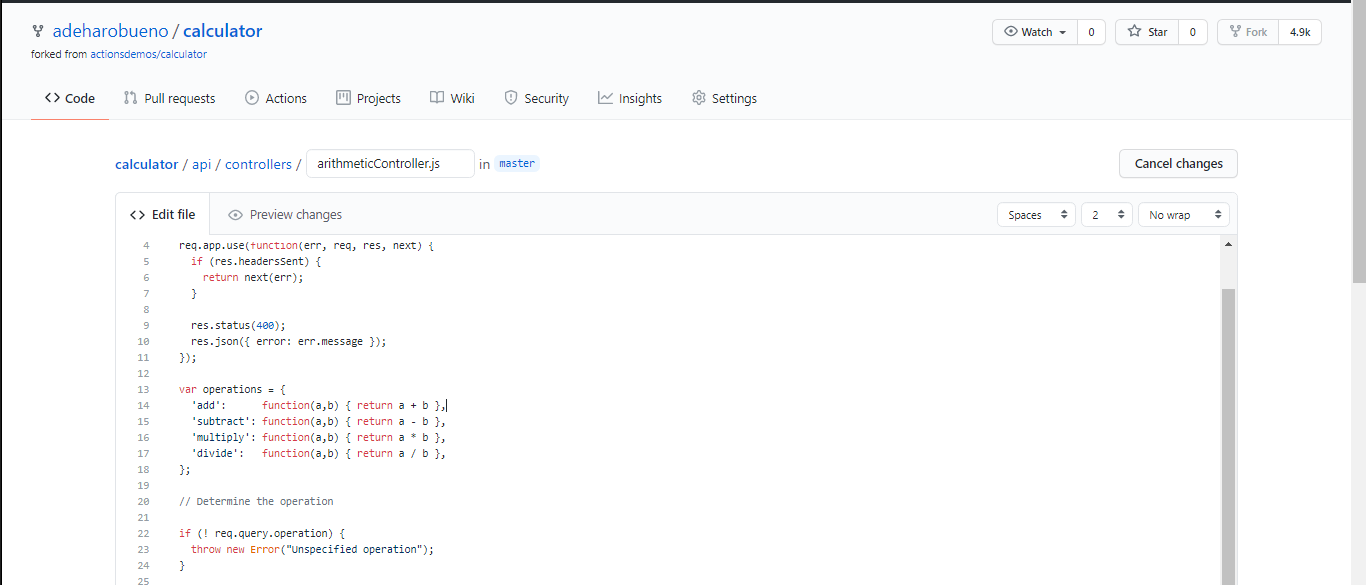 adeharobueno / calculator
Watch 0 Star 0 Fork 4.9k
forked from actionsdemos/calculator
Code Pull requests Actions Projects Wiki Security Insights Settings
calculator / api / controllers / arithmeticController.js in master Cancel changes
Edit file Preview changes Spaces 2 No wrap
4 req.app.use(function(err, req, res, next) {
5 if (res.headersSent) {
6 return next(err);
7 }
8
9 res.status(400);
10 res.json({ error: err.message });
11 });
12
13 var operations = {
14 'add': function(a,b) { return a + b },
15 'subtract': function(a,b) { return a - b },
16 'multiply': function(a,b) { return a * b },
17 'divide': function(a,b) { return a / b },
18 };
19
20 // Determine the operation
21
22 if (! req.query.operation) {
23 throw new Error("Unspecified operation");
24 }
25